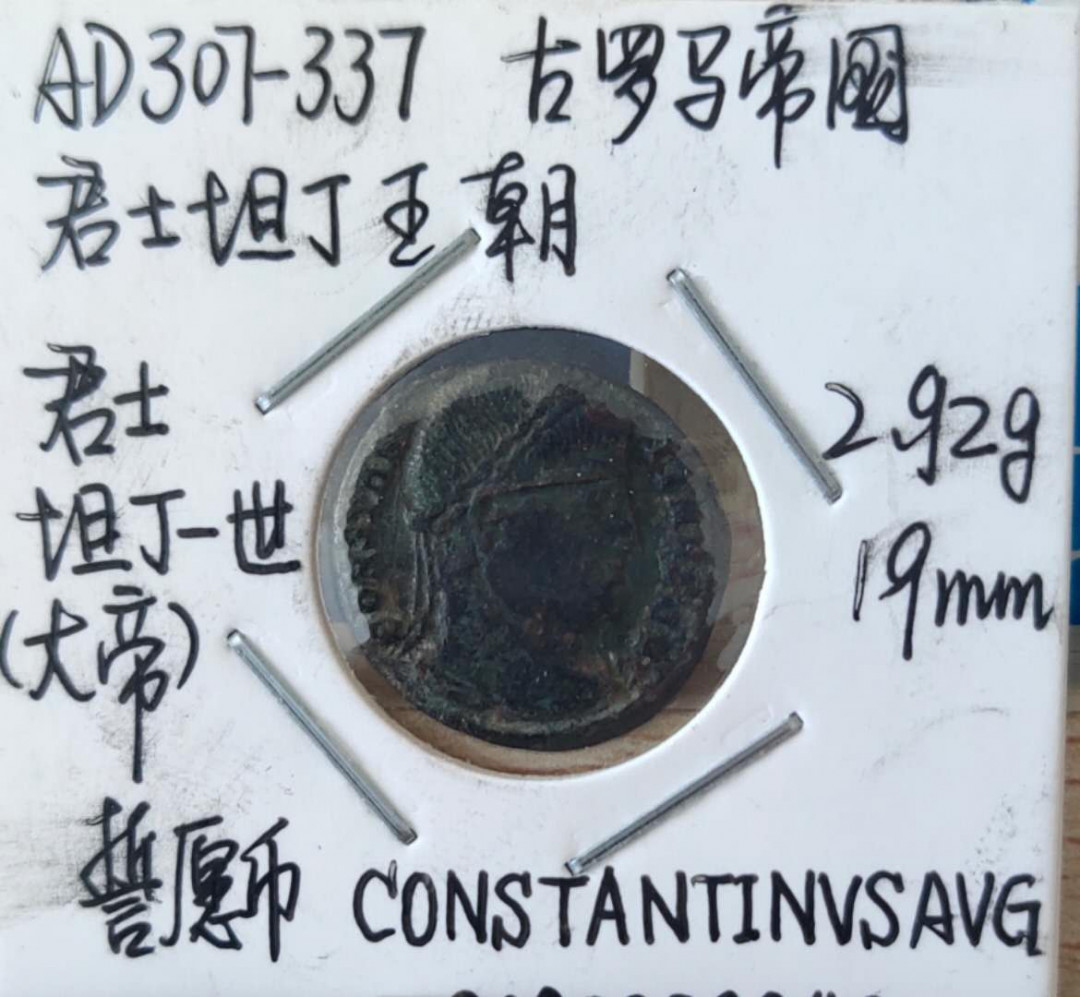 AD307-337 古罗马帝国
君士坦丁王朝
君士
坦丁一世
(大帝)
2.92g
19mm
誓愿币 CONSTANTINVSAVG